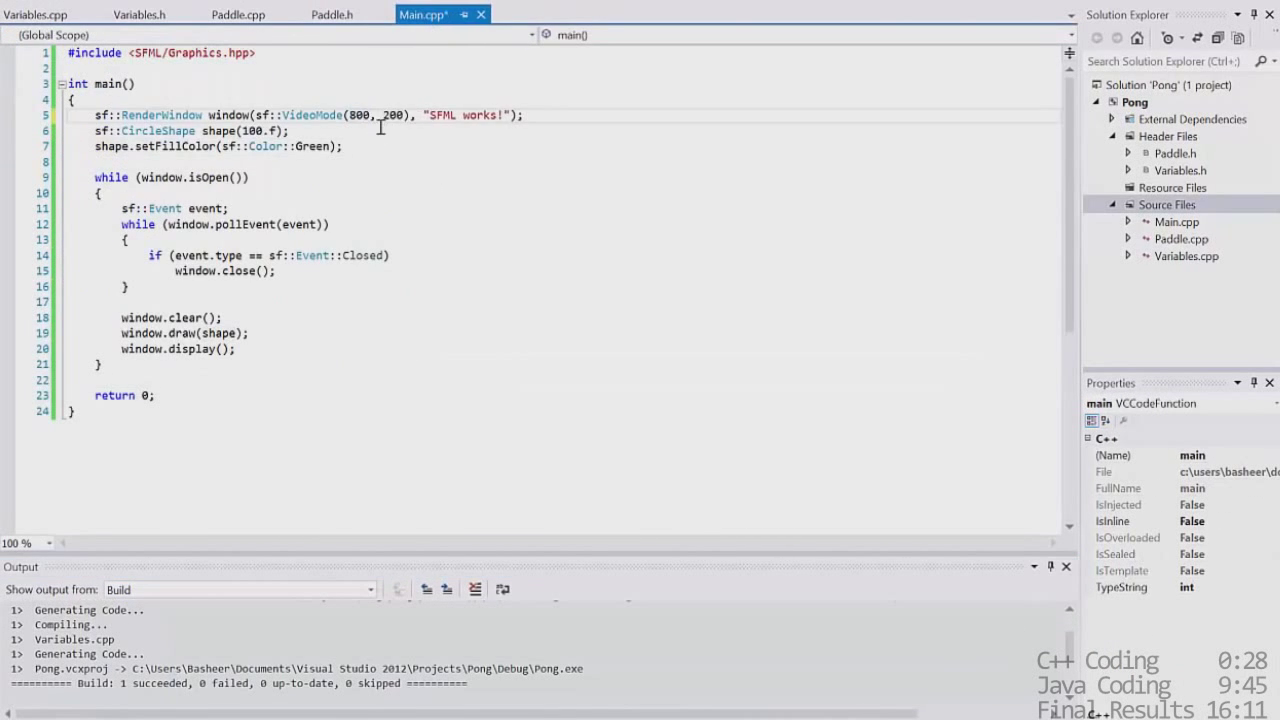 Variables.cpp Variables.h Paddle.cpp Paddle.h Main.cpp*
(Global Scope) main()
1 #include <SFML/Graphics.hpp>
2
3 int main()
4 {
5 sf::RenderWindow window(sf::VideoMode(800, 200), "SFML works!");
6 sf::CircleShape shape(100.f);
7 shape.setFillColor(sf::Color::Green);
8
9 while (window.isOpen())
10 {
11 sf::Event event;
12 while (window.pollEvent(event))
13 {
14 if (event.type == sf::Event::Closed)
15 window.close();
16 }
17
18 window.clear();
19 window.draw(shape);
20 window.display();
21 }
22
23 return 0;
24 }
100 %
Output
Show output from: Build
1> Generating Code...
1> Compiling...
1> Variables.cpp
1> Generating Code...
1> Pong.vcxproj -> C:\Users\Basheer\Documents\Visual Studio 2012\Projects\Pong\Debug\Pong.exe
========== Build: 1 succeeded, 0 failed, 0 up-to-date, 0 skipped ==========
Solution Explorer
Search Solution Explorer (Ctrl+;)
Solution 'Pong' (1 project)
Pong
External Dependencies
Header Files
Paddle.h
Variables.h
Resource Files
Source Files
Main.cpp
Paddle.cpp
Variables.cpp
Properties
main VCCodeFunction
C++
(Name) main
File c:\users\basheer\do
FullName main
IsInjected False
IsInline False
IsOverloaded False
IsSealed False
IsTemplate False
TypeString int
C++ Coding 0:28
Java Coding 9:45
Final Results 16:11
C++